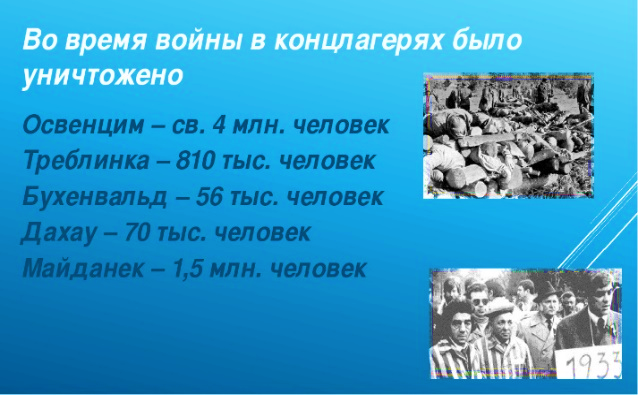 Во время войны в концлагерях было
уничтожено
Освенцим – св. 4 млн. человек
Треблинка – 810 тыс. человек
Бухенвальд – 56 тыс. человек
Дахау – 70 тыс. человек
Майданек – 1,5 млн. человек
1933